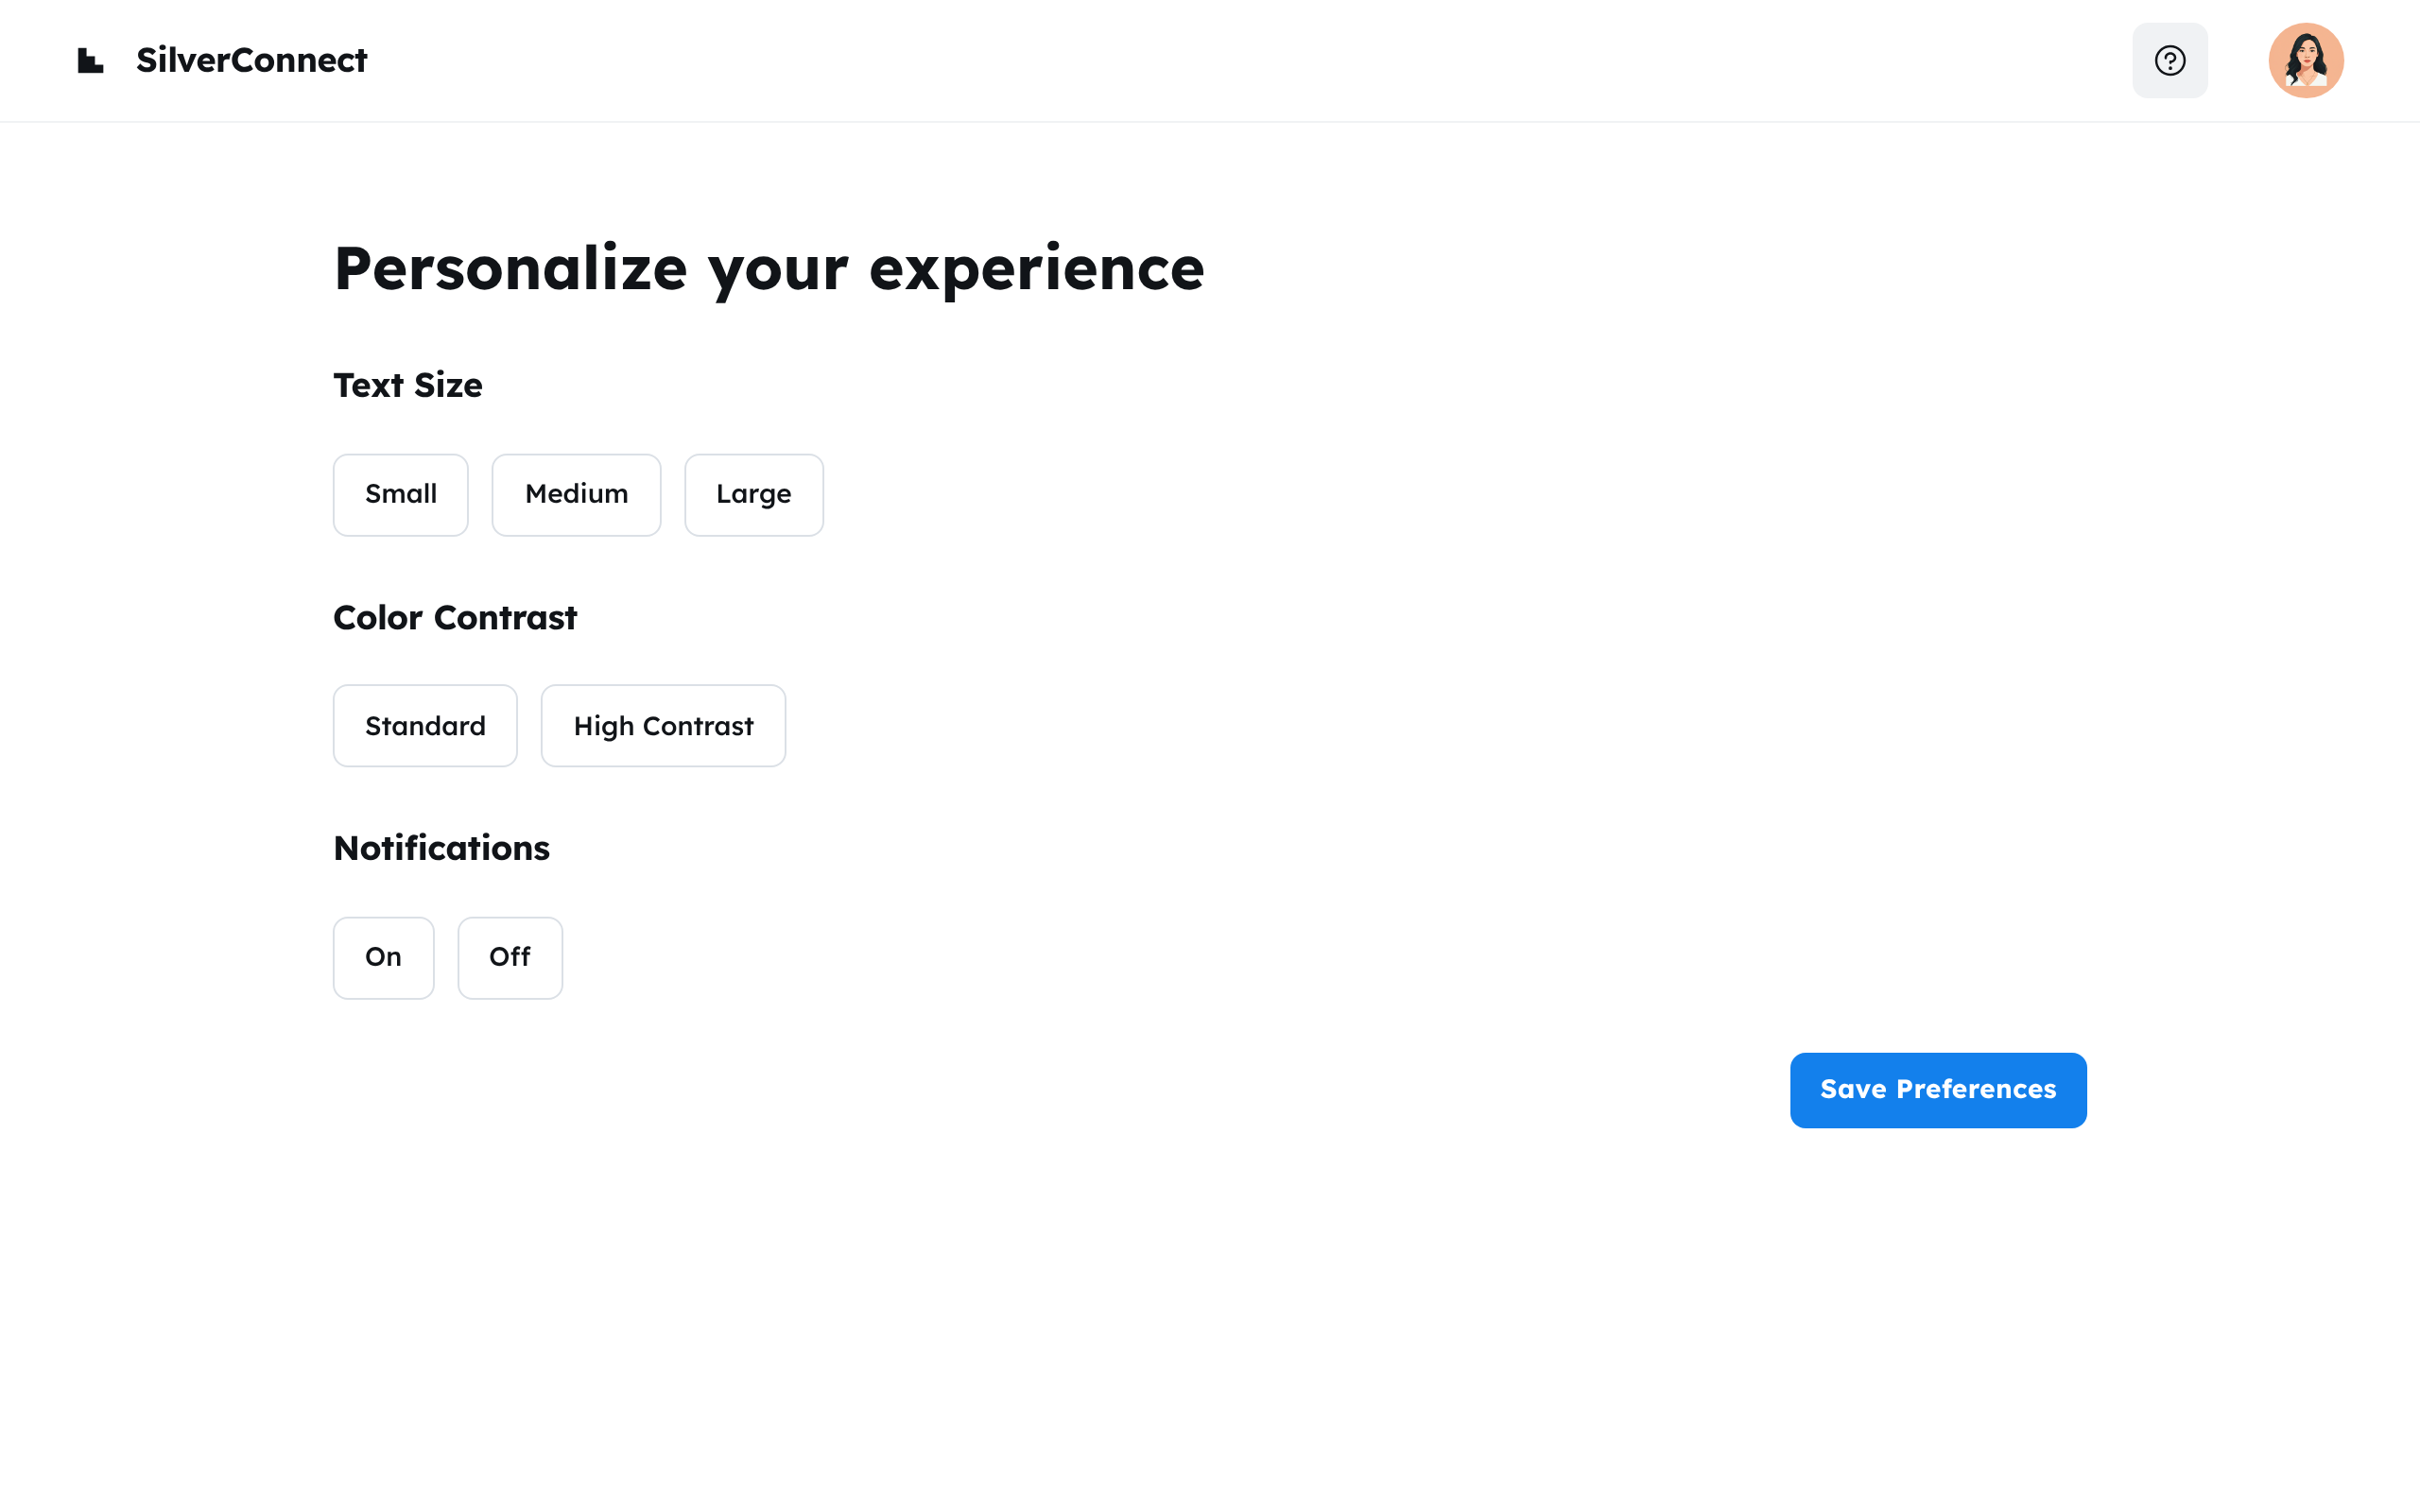 SilverConnect
Personalize your experience
Text Size
Small Medium Large
Color Contrast
Standard High Contrast
Notifications
On Off
Save Preferences